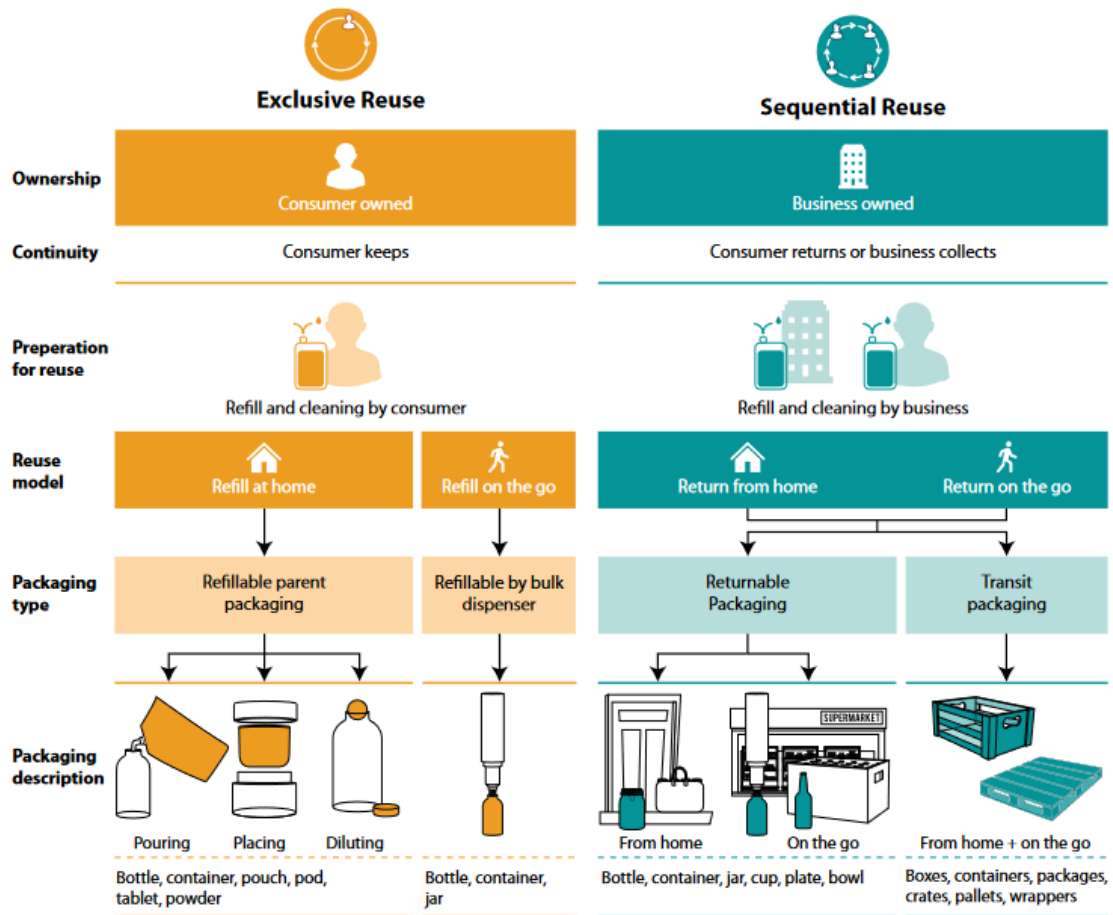 Exclusive Reuse
Sequential Reuse
Ownership
Consumer owned
Business owned
Continuity
Consumer keeps
Consumer returns or business collects
Preperation
for reuse
Refill and cleaning by consumer
Refill and cleaning by business
Reuse
model
Refill at home
Refill on the go
Return from home
Return on the go
Packaging
type
Refillable parent
packaging
Refillable by bulk
dispenser
Returnable
Packaging
Transit
packaging
Packaging
description
SUPERMARKET
Pouring
Placing
Diluting
From home
On the go
From home + on the go
Bottle, container, pouch, pod,
tablet, powder
Bottle, container,
jar
Bottle, container, jar, cup, plate, bowl
Boxes, containers, packages,
crates, pallets, wrappers